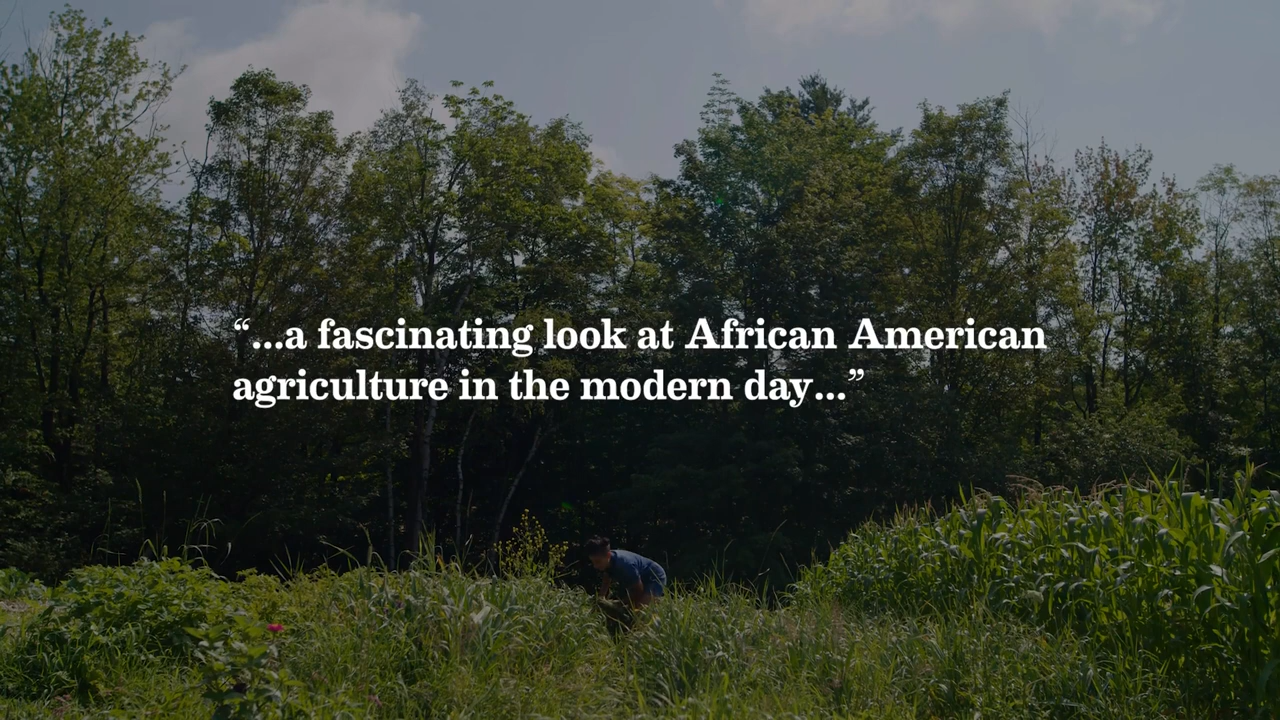 “...a fascinating look at African American
agriculture in the modern day...”